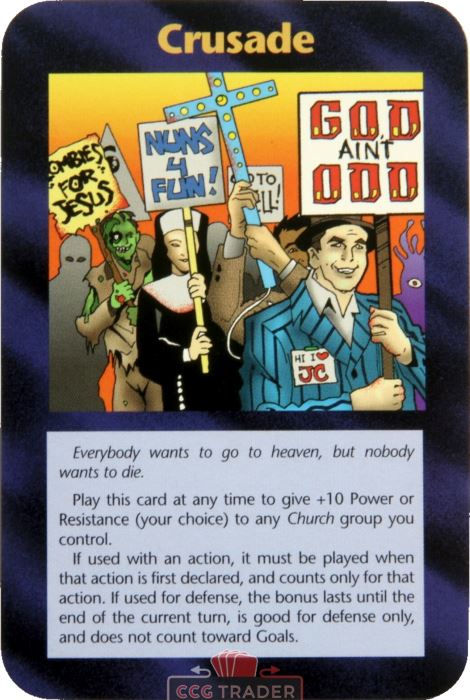 Crusade
ZOMBIES
FOR
JESUS
NUNS
4
FUN!
TO
GOD
AIN'T
ODD
HI I ♥
JC
Everybody wants to go to heaven, but nobody
wants to die.
Play this card at any time to give +10 Power or
Resistance (your choice) to any Church group you
control.
If used with an action, it must be played when
that action is first declared, and counts only for that
action. If used for defense, the bonus lasts until the
end of the current turn, is good for defense only,
and does not count toward Goals.
CCG TRADER